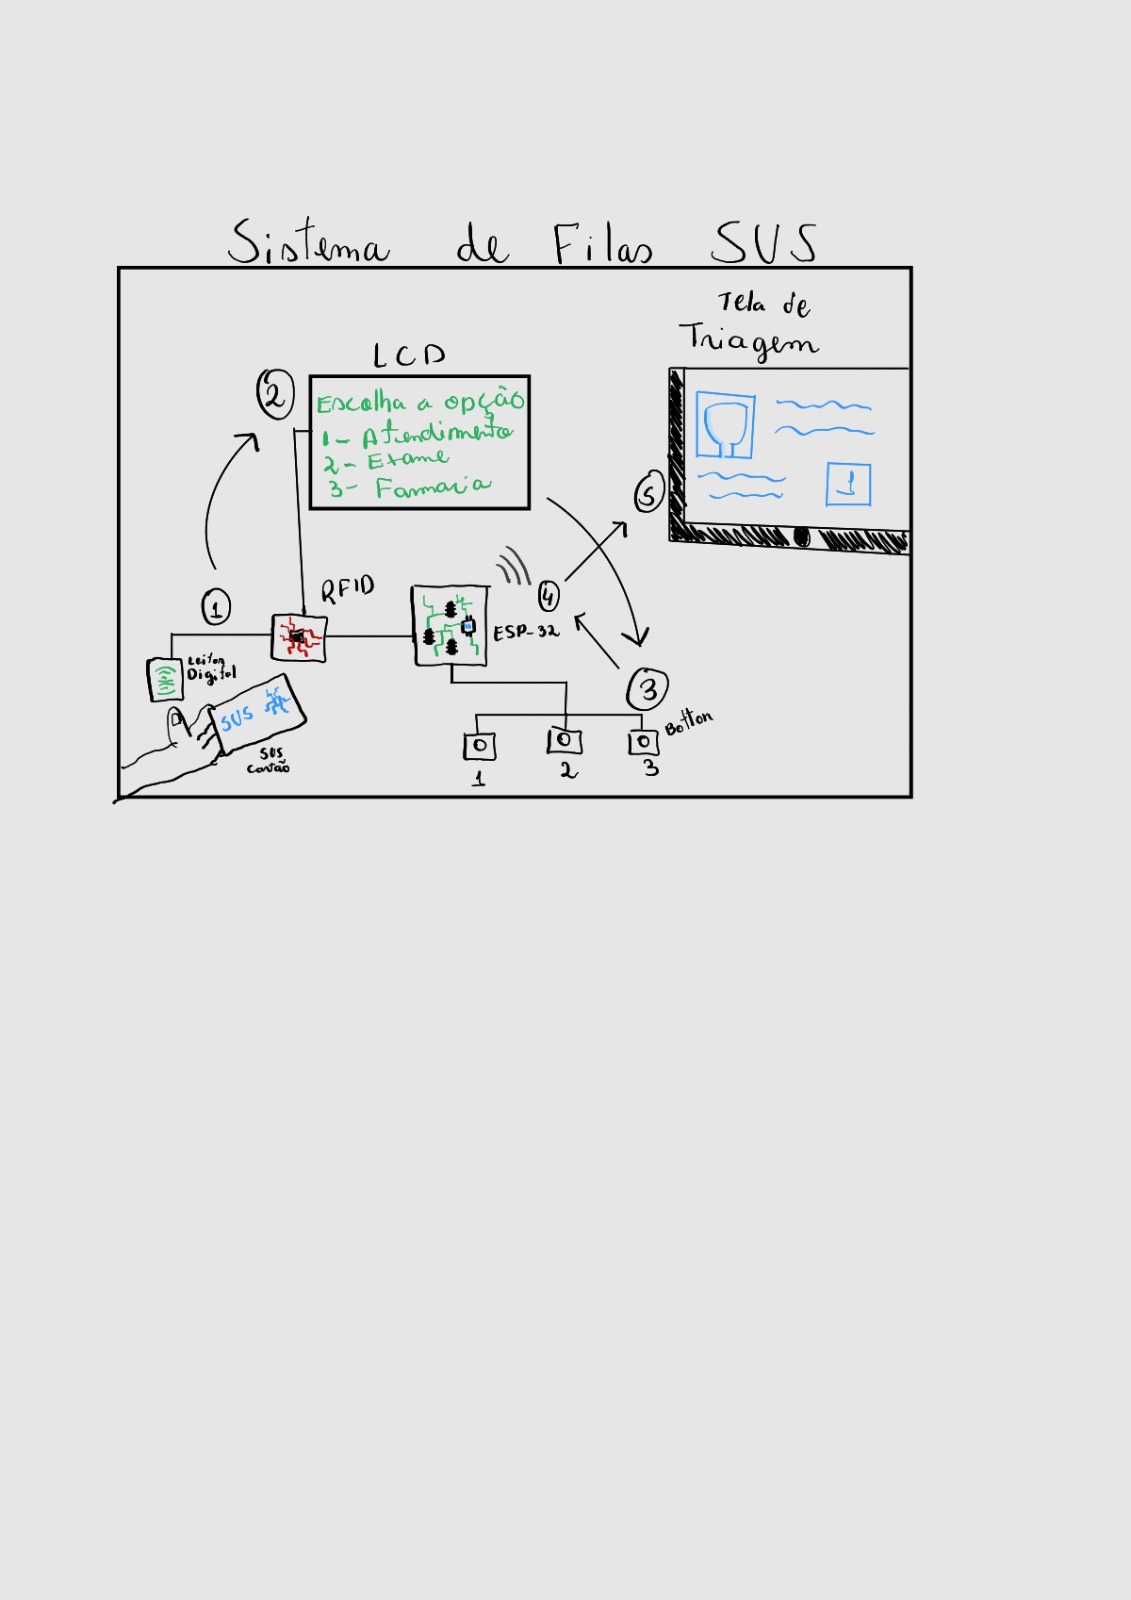 Sistema de Filas SUS
Tela de
Triagem
LCD
2
Escolha a opção
1- Atendimento
2- Exame
3- Farmacia
1
5
4
RFID
ESP-32
1
Leitor
Digital
3
Botton
SUS
SUS
Cartão
1
2
3